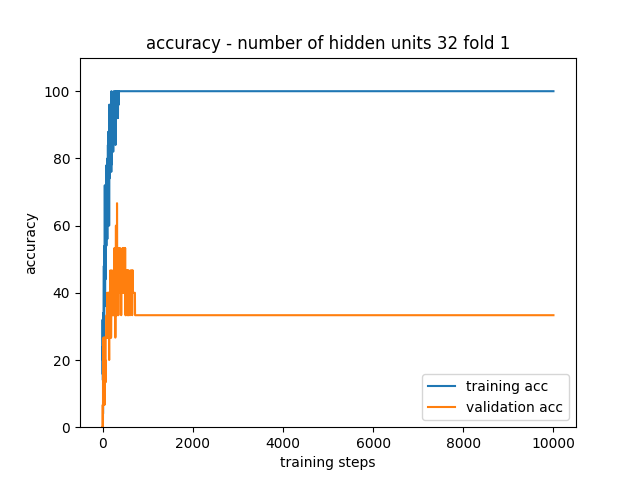 accuracy - number of hidden units 32 fold 1
100
80
60
40
20
0
accuracy
0
2000
4000
6000
8000
10000
training steps
training acc
validation acc